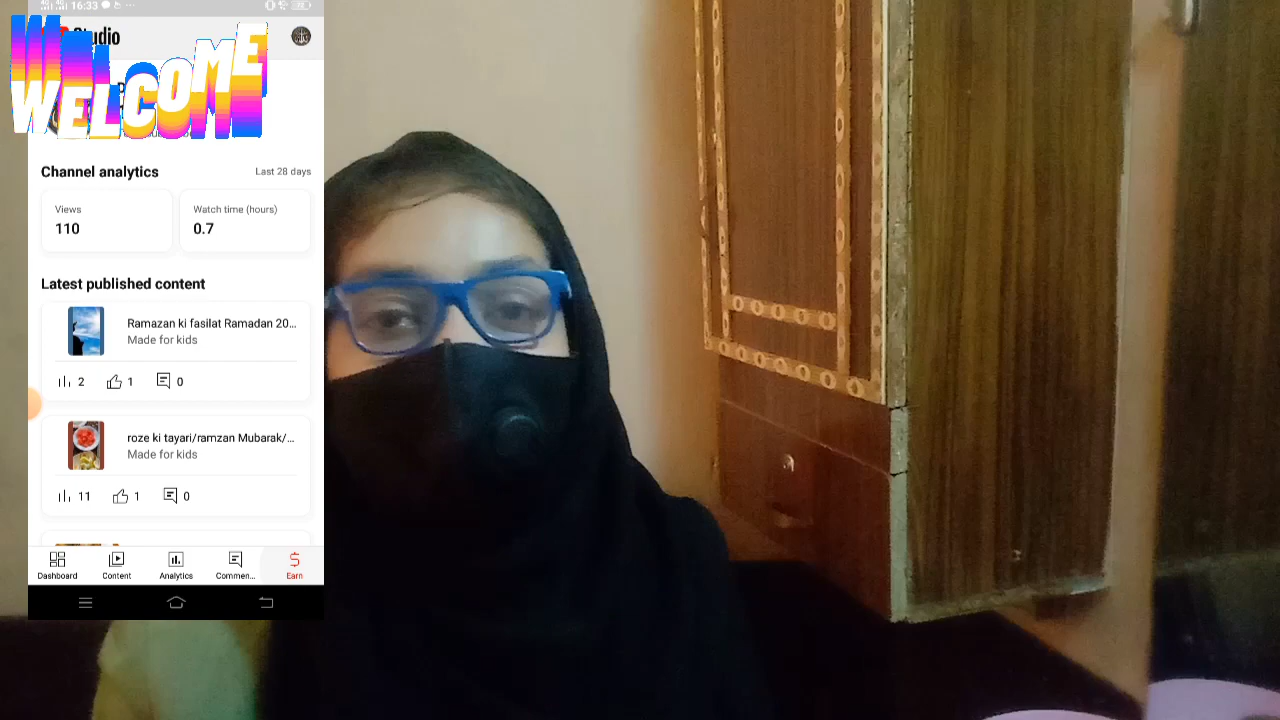 16:33
Studio
WELCOME
Channel analytics
Last 28 days
Views
110
Watch time (hours)
0.7
Latest published content
Ramazan ki fasilat Ramadan 20...
Made for kids
2 1 0
roze ki tayari/ramzan Mubarak/...
Made for kids
11 1 0
Dashboard Content Analytics Commen... Earn